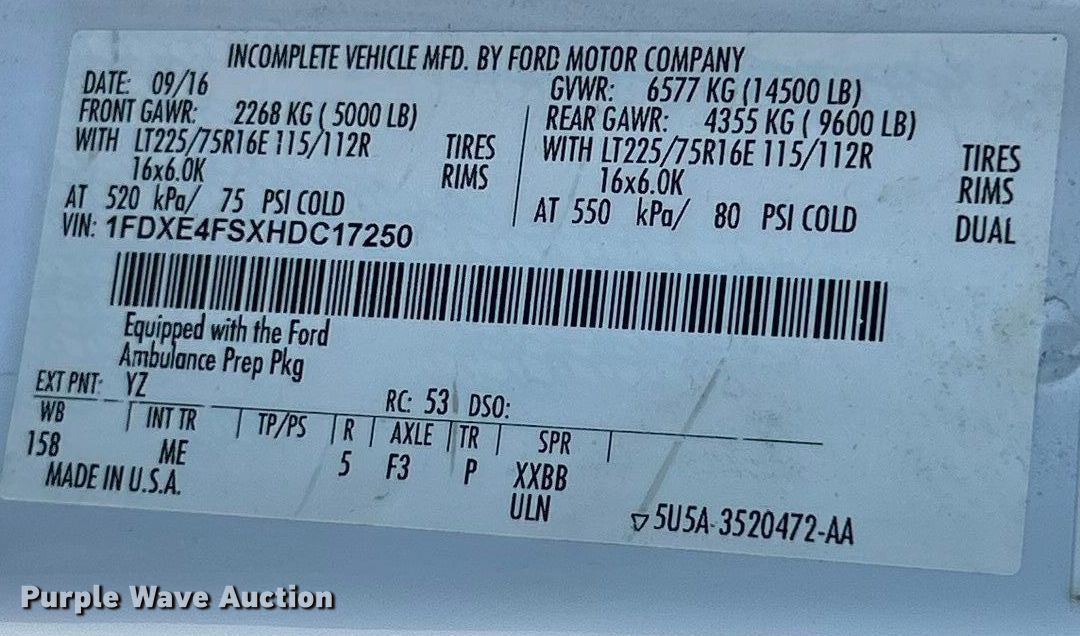 INCOMPLETE VEHICLE MFD. BY FORD MOTOR COMPANY
DATE: 09/16
GVWR: 6577 KG (14500 LB)
FRONT GAWR: 2268 KG ( 5000 LB)
WITH LT225/75R16E 115/112R TIRES
16x6.0K RIMS
AT 520 kPa/ 75 PSI COLD
REAR GAWR: 4355 KG ( 9600 LB)
WITH LT225/75R16E 115/112R TIRES
16x6.0K RIMS
AT 550 kPa/ 80 PSI COLD DUAL
VIN: 1FDXE4FSXHDC17250
Equipped with the Ford
Ambulance Prep Pkg
EXT PNT: YZ RC: 53 DSO:
WB INT TR TP/PS R AXLE TR SPR
158 ME 5 F3 P XXBB
MADE IN U.S.A. ULN
5U5A-3520472-AA
Purple Wave Auction